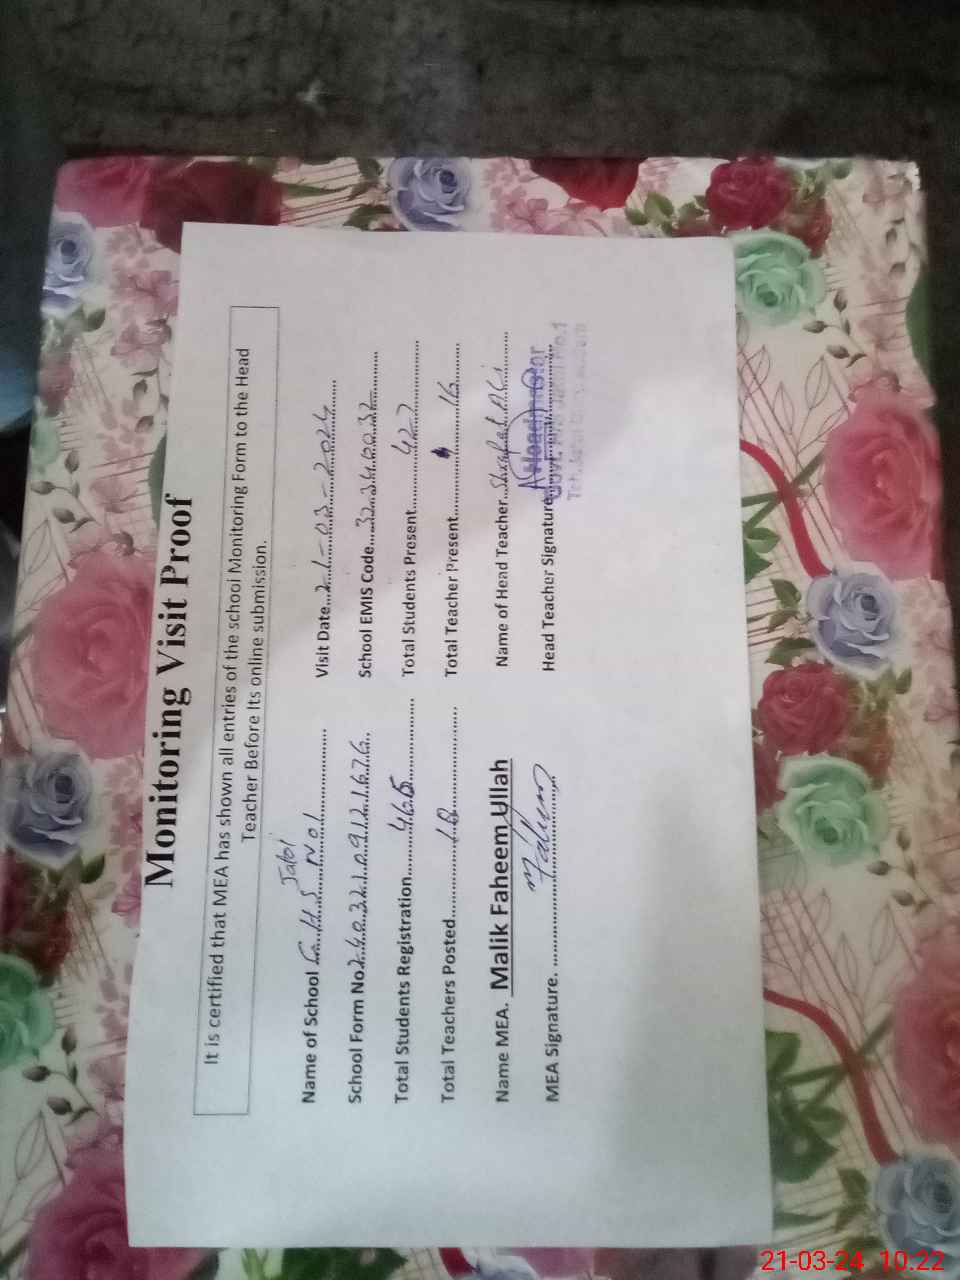 Monitoring Visit Proof
It is certified that MEA has shown all entries of the school Monitoring Form to the Head
Teacher Before Its online submission.
Name of School G.H.S Jalbi No1 Visit Date 21-03-2024
School Form No. 24032109121676 School EMIS Code
Total Students Registration 465 Total Students Present 427
Total Teachers Posted 18 Total Teacher Present 16
Name MEA. Malik Faheem Ullah Name of Head Teacher
MEA Signature. Faheem Head Teacher Signature
Headmaster
21-03-24 10:22